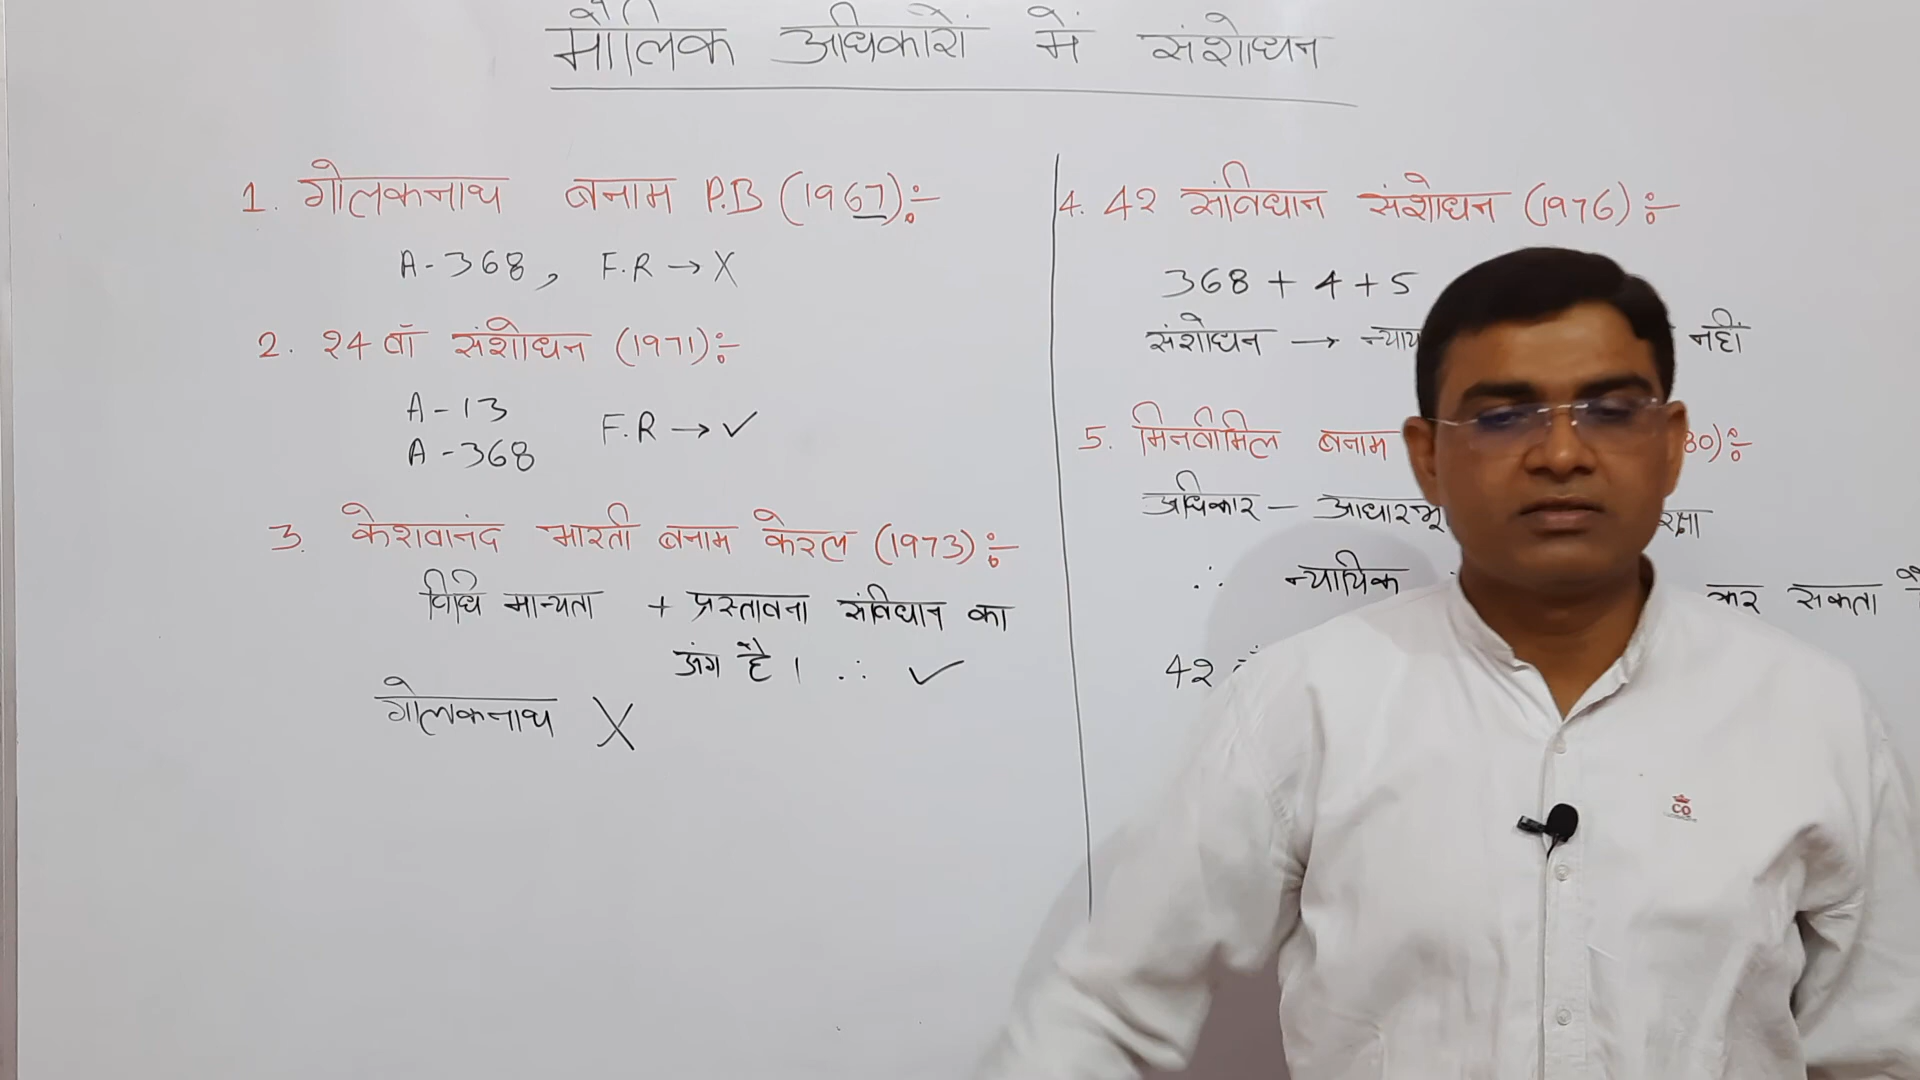 मौलिक अधिकारों में संशोधन
1. गोलकनाथ बनाम P.B (1967):-
A-368, F.R → X
2. 24 वाँ संशोधन (1971):-
A-13
A-368
F.R → ✓
3. केशवानंद भारती बनाम केरल (1973):-
विधि मान्यता + प्रस्तावना संविधान का
अंग है। ∴ ✓
गोलकनाथ X
4. 42 संविधान संशोधन (1976):-
368 + 4 + 5
संशोधन → नहीं
5. मिनर्वामिल बनाम 80):-
अधिकार -
∴ न्यायिक कर सकता
42
CQ